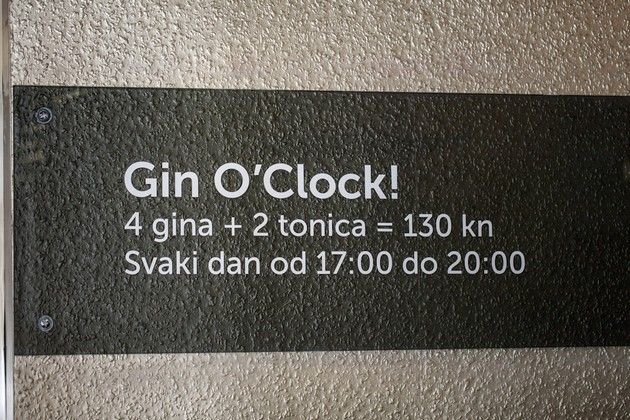 Gin O'Clock!
4 gina + 2 tonica = 130 kn
Svaki dan od 17:00 do 20:00